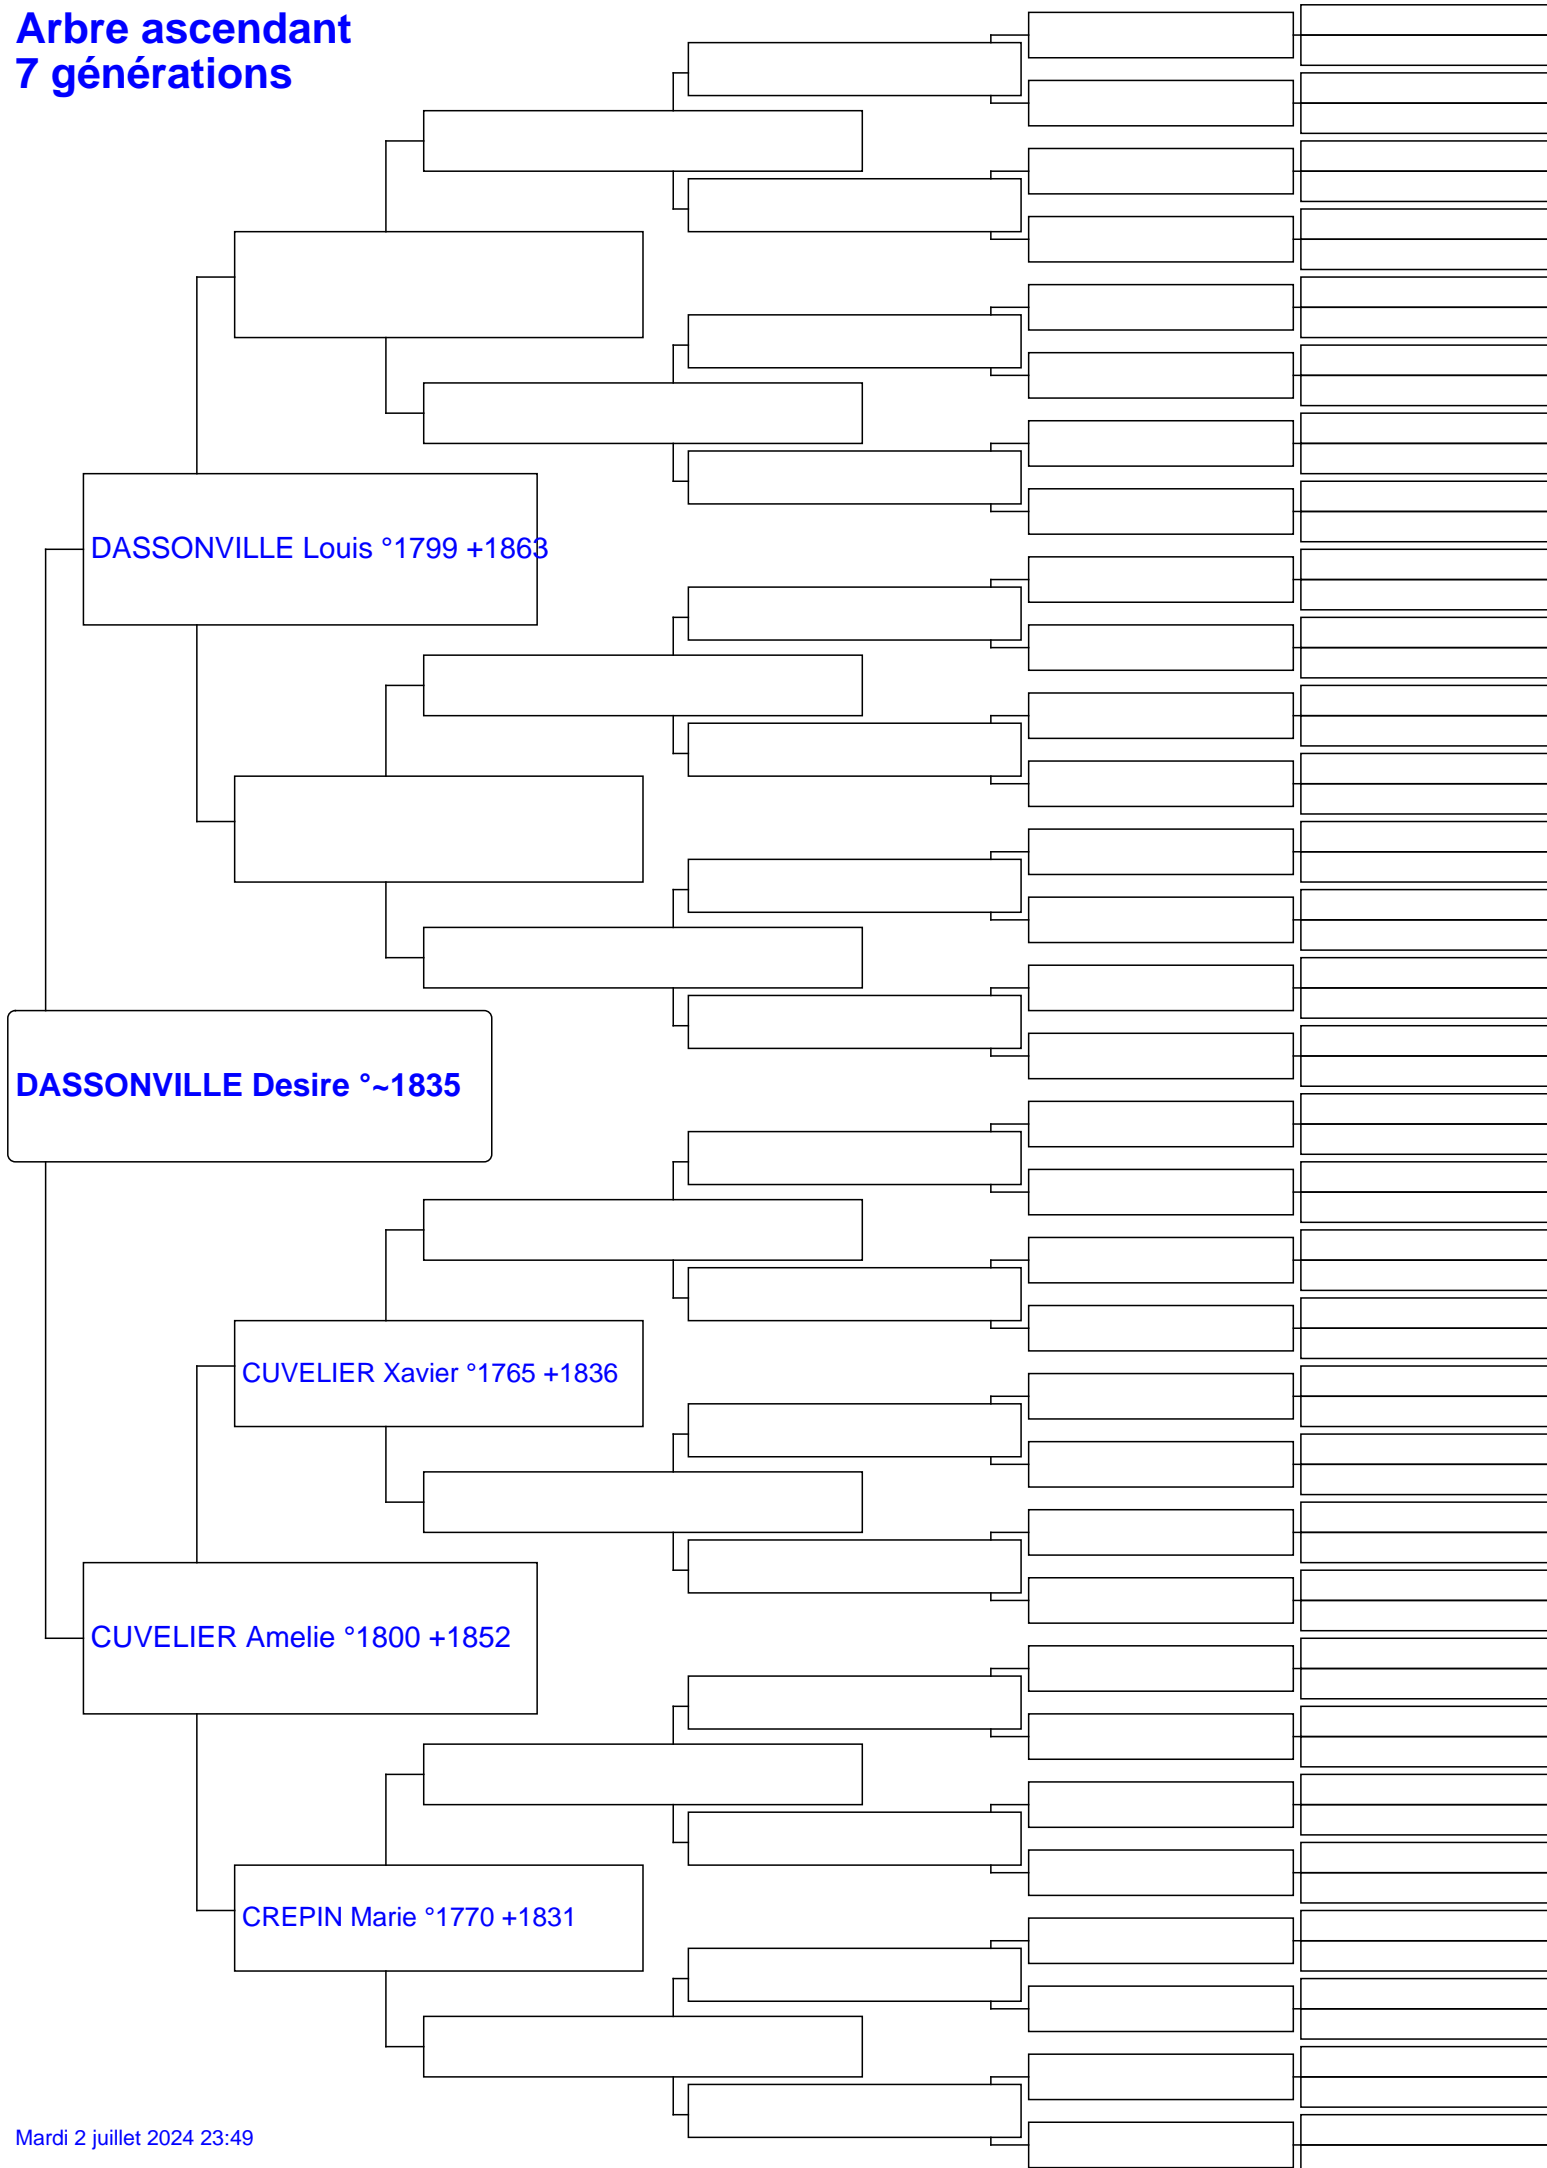 Arbre ascendant
7 générations
DASSONVILLE Louis °1799 +1863
DASSONVILLE Desire °~1835
CUVELIER Xavier °1765 +1836
CUVELIER Amelie °1800 +1852
CREPIN Marie °1770 +1831
Mardi 2 juillet 2024 23:49